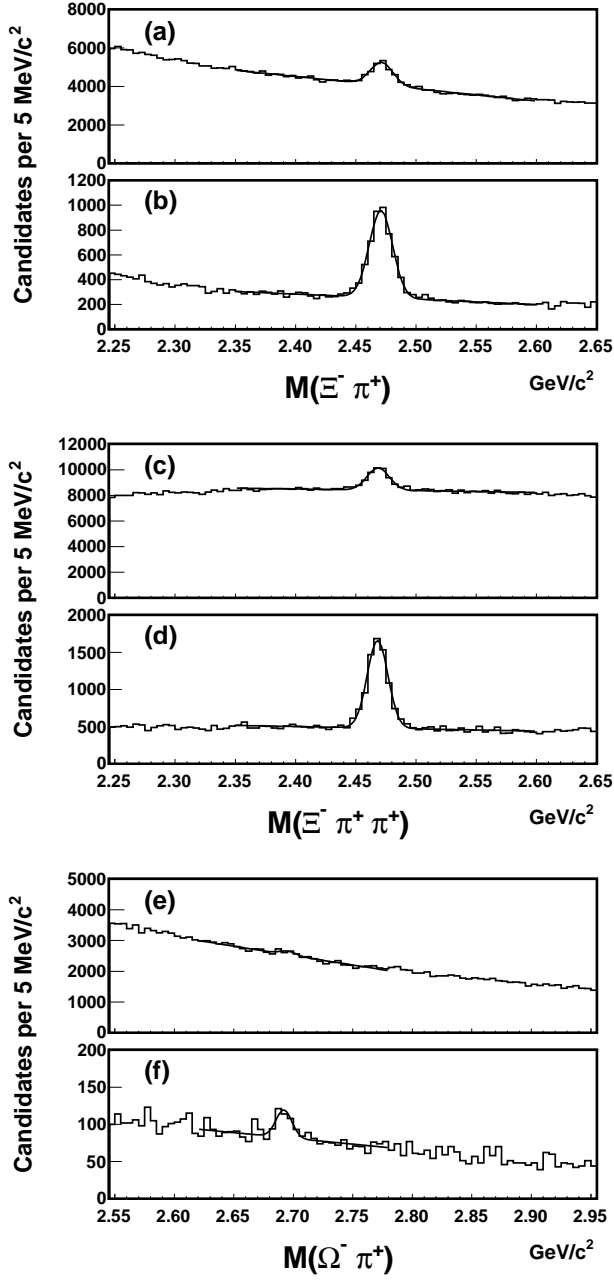 Candidates per 5 MeV/c²
8000
(a)
6000
4000
2000
0
1200
(b)
1000
800
600
400
200
0
2.25 2.30 2.35 2.40 2.45 2.50 2.55 2.60 2.65
M(Ξ⁻ π⁺) GeV/c²
Candidates per 5 MeV/c²
12000
(c)
10000
8000
6000
4000
2000
0
2000
(d)
1500
1000
500
0
2.25 2.30 2.35 2.40 2.45 2.50 2.55 2.60 2.65
M(Ξ⁻ π⁺ π⁺) GeV/c²
Candidates per 5 MeV/c²
5000
(e)
4000
3000
2000
1000
0
200
(f)
150
100
50
0
2.55 2.60 2.65 2.70 2.75 2.80 2.85 2.90 2.95
M(Ω⁻ π⁺) GeV/c²